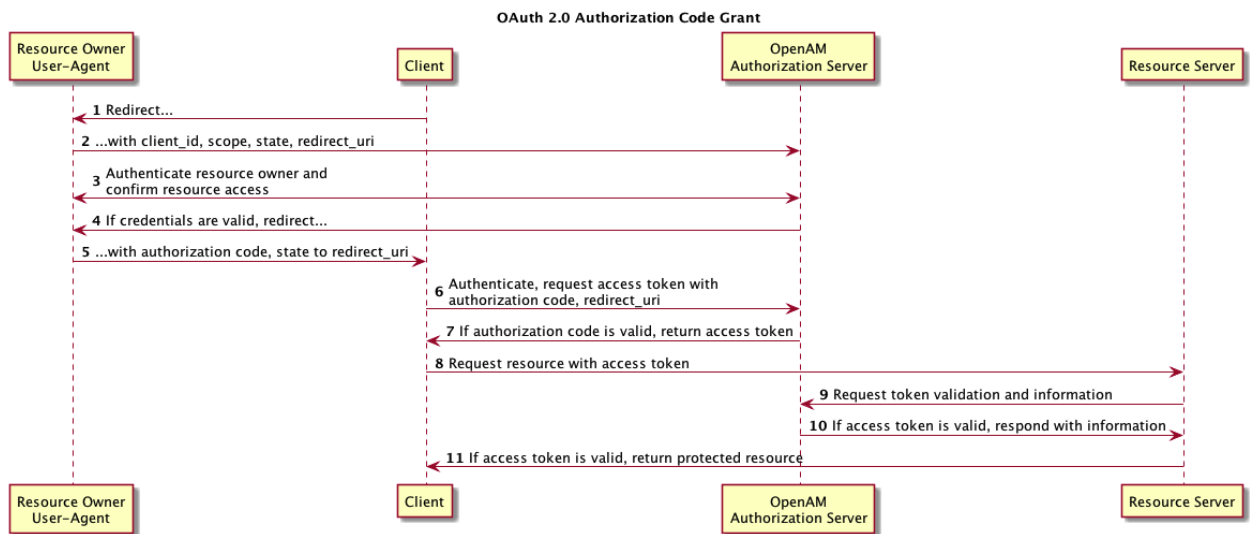 OAuth 2.0 Authorization Code Grant
Resource Owner
User-Agent
Client
OpenAM
Authorization Server
Resource Server
1 Redirect...
2 ...with client_id, scope, state, redirect_uri
3 Authenticate resource owner and
confirm resource access
4 If credentials are valid, redirect...
5 ...with authorization code, state to redirect_uri
6 Authenticate, request access token with
authorization code, redirect_uri
7 If authorization code is valid, return access token
8 Request resource with access token
9 Request token validation and information
10 If access token is valid, respond with information
11 If access token is valid, return protected resource
Resource Owner
User-Agent
Client
OpenAM
Authorization Server
Resource Server